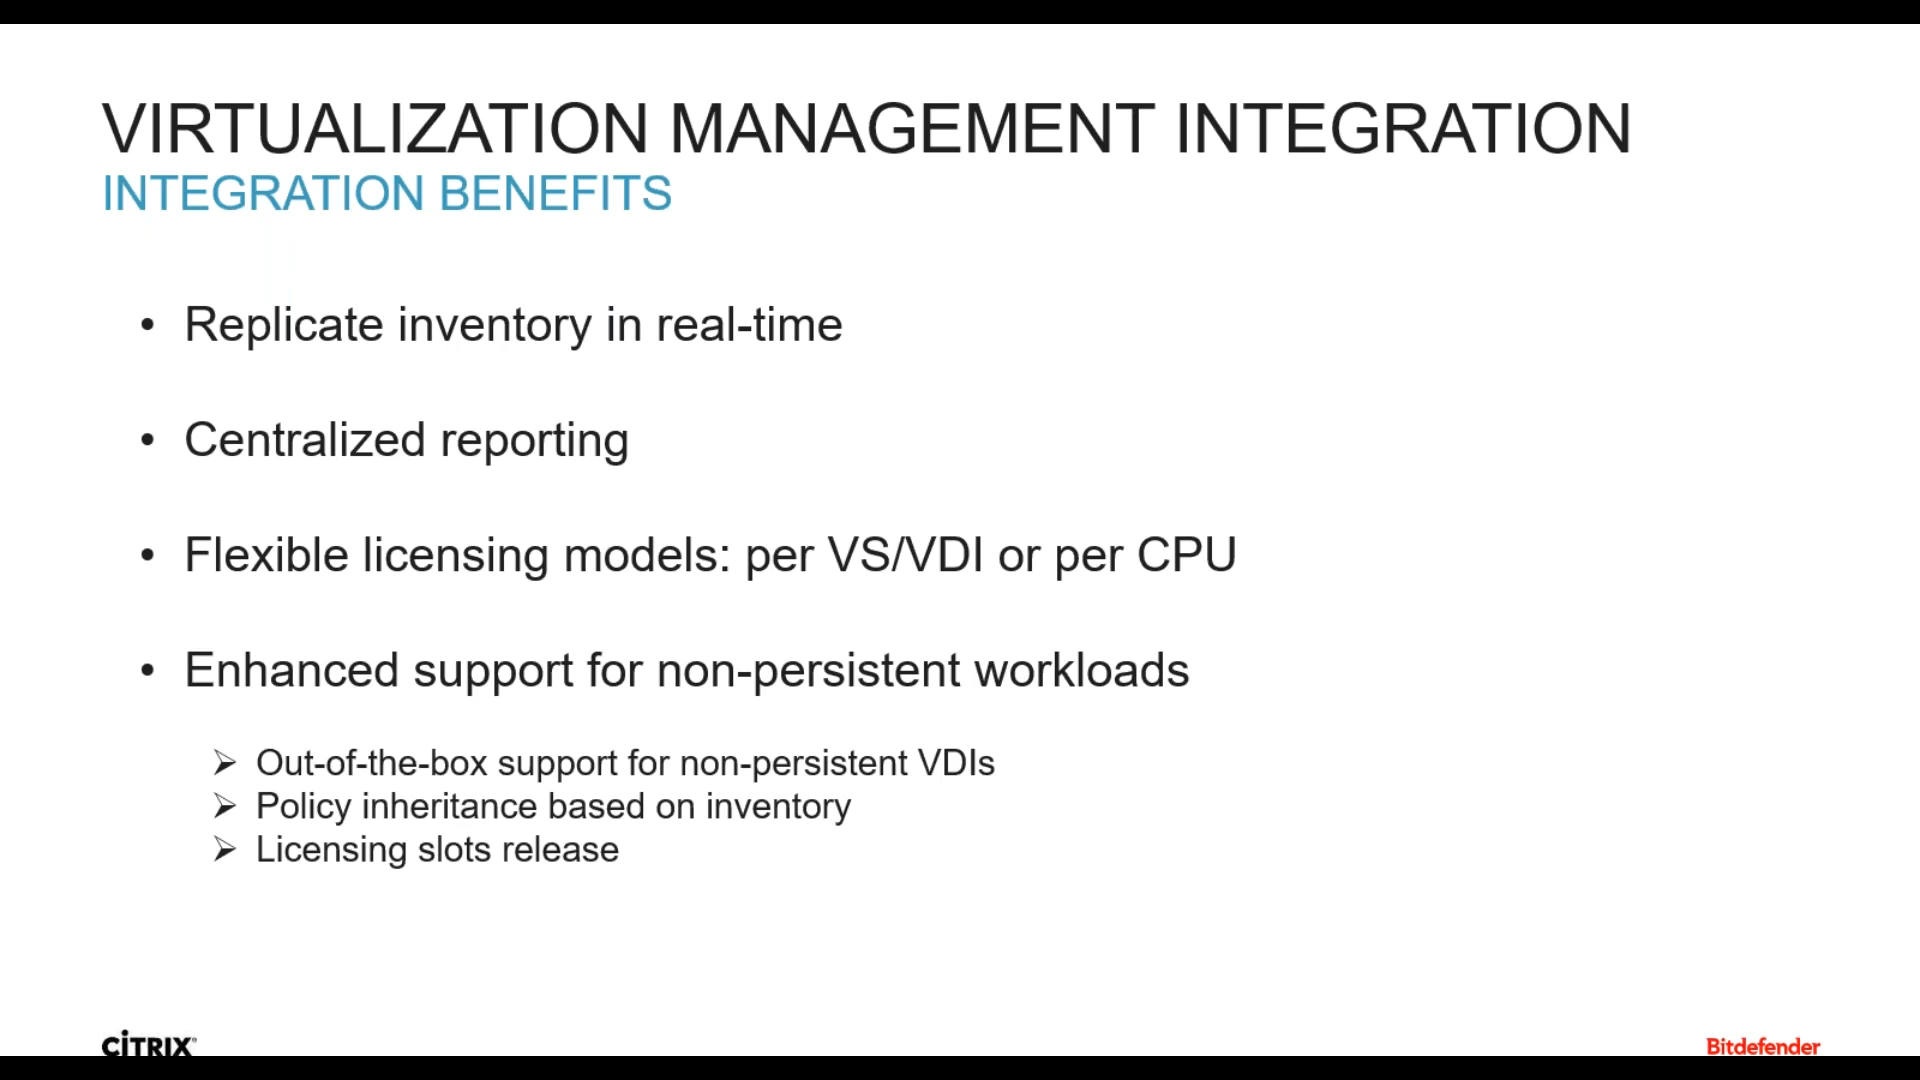 VIRTUALIZATION MANAGEMENT INTEGRATION
INTEGRATION BENEFITS
• Replicate inventory in real-time
• Centralized reporting
• Flexible licensing models: per VS/VDI or per CPU
• Enhanced support for non-persistent workloads
➢ Out-of-the-box support for non-persistent VDIs
➢ Policy inheritance based on inventory
➢ Licensing slots release
CİTRIX®
Bitdefender